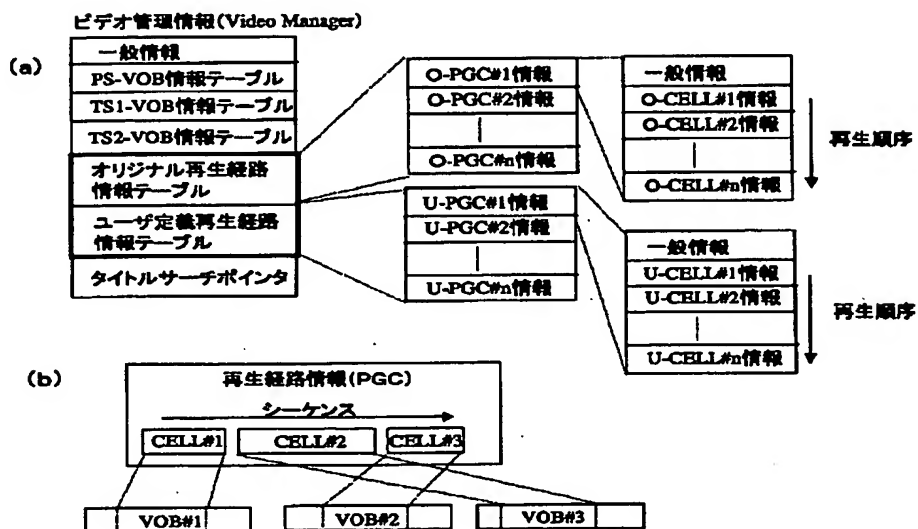 ビデオ管理情報(Video Manager)
(a)
一般情報
PS-VOB情報テーブル
TS1-VOB情報テーブル
TS2-VOB情報テーブル
オリジナル再生経路
情報テーブル
ユーザ定義再生経路
情報テーブル
タイトルサーチポインタ
O-PGC#1情報
O-PGC#2情報
O-PGC#n情報
U-PGC#1情報
U-PGC#2情報
U-PGC#n情報
一般情報
O-CELL#1情報
O-CELL#2情報
O-CELL#n情報
再生順序
一般情報
U-CELL#1情報
U-CELL#2情報
U-CELL#n情報
再生順序
(b)
再生経路情報(PGC)
シーケンス
CELL#1
CELL#2
CELL#3
VOB#1
VOB#2
VOB#3